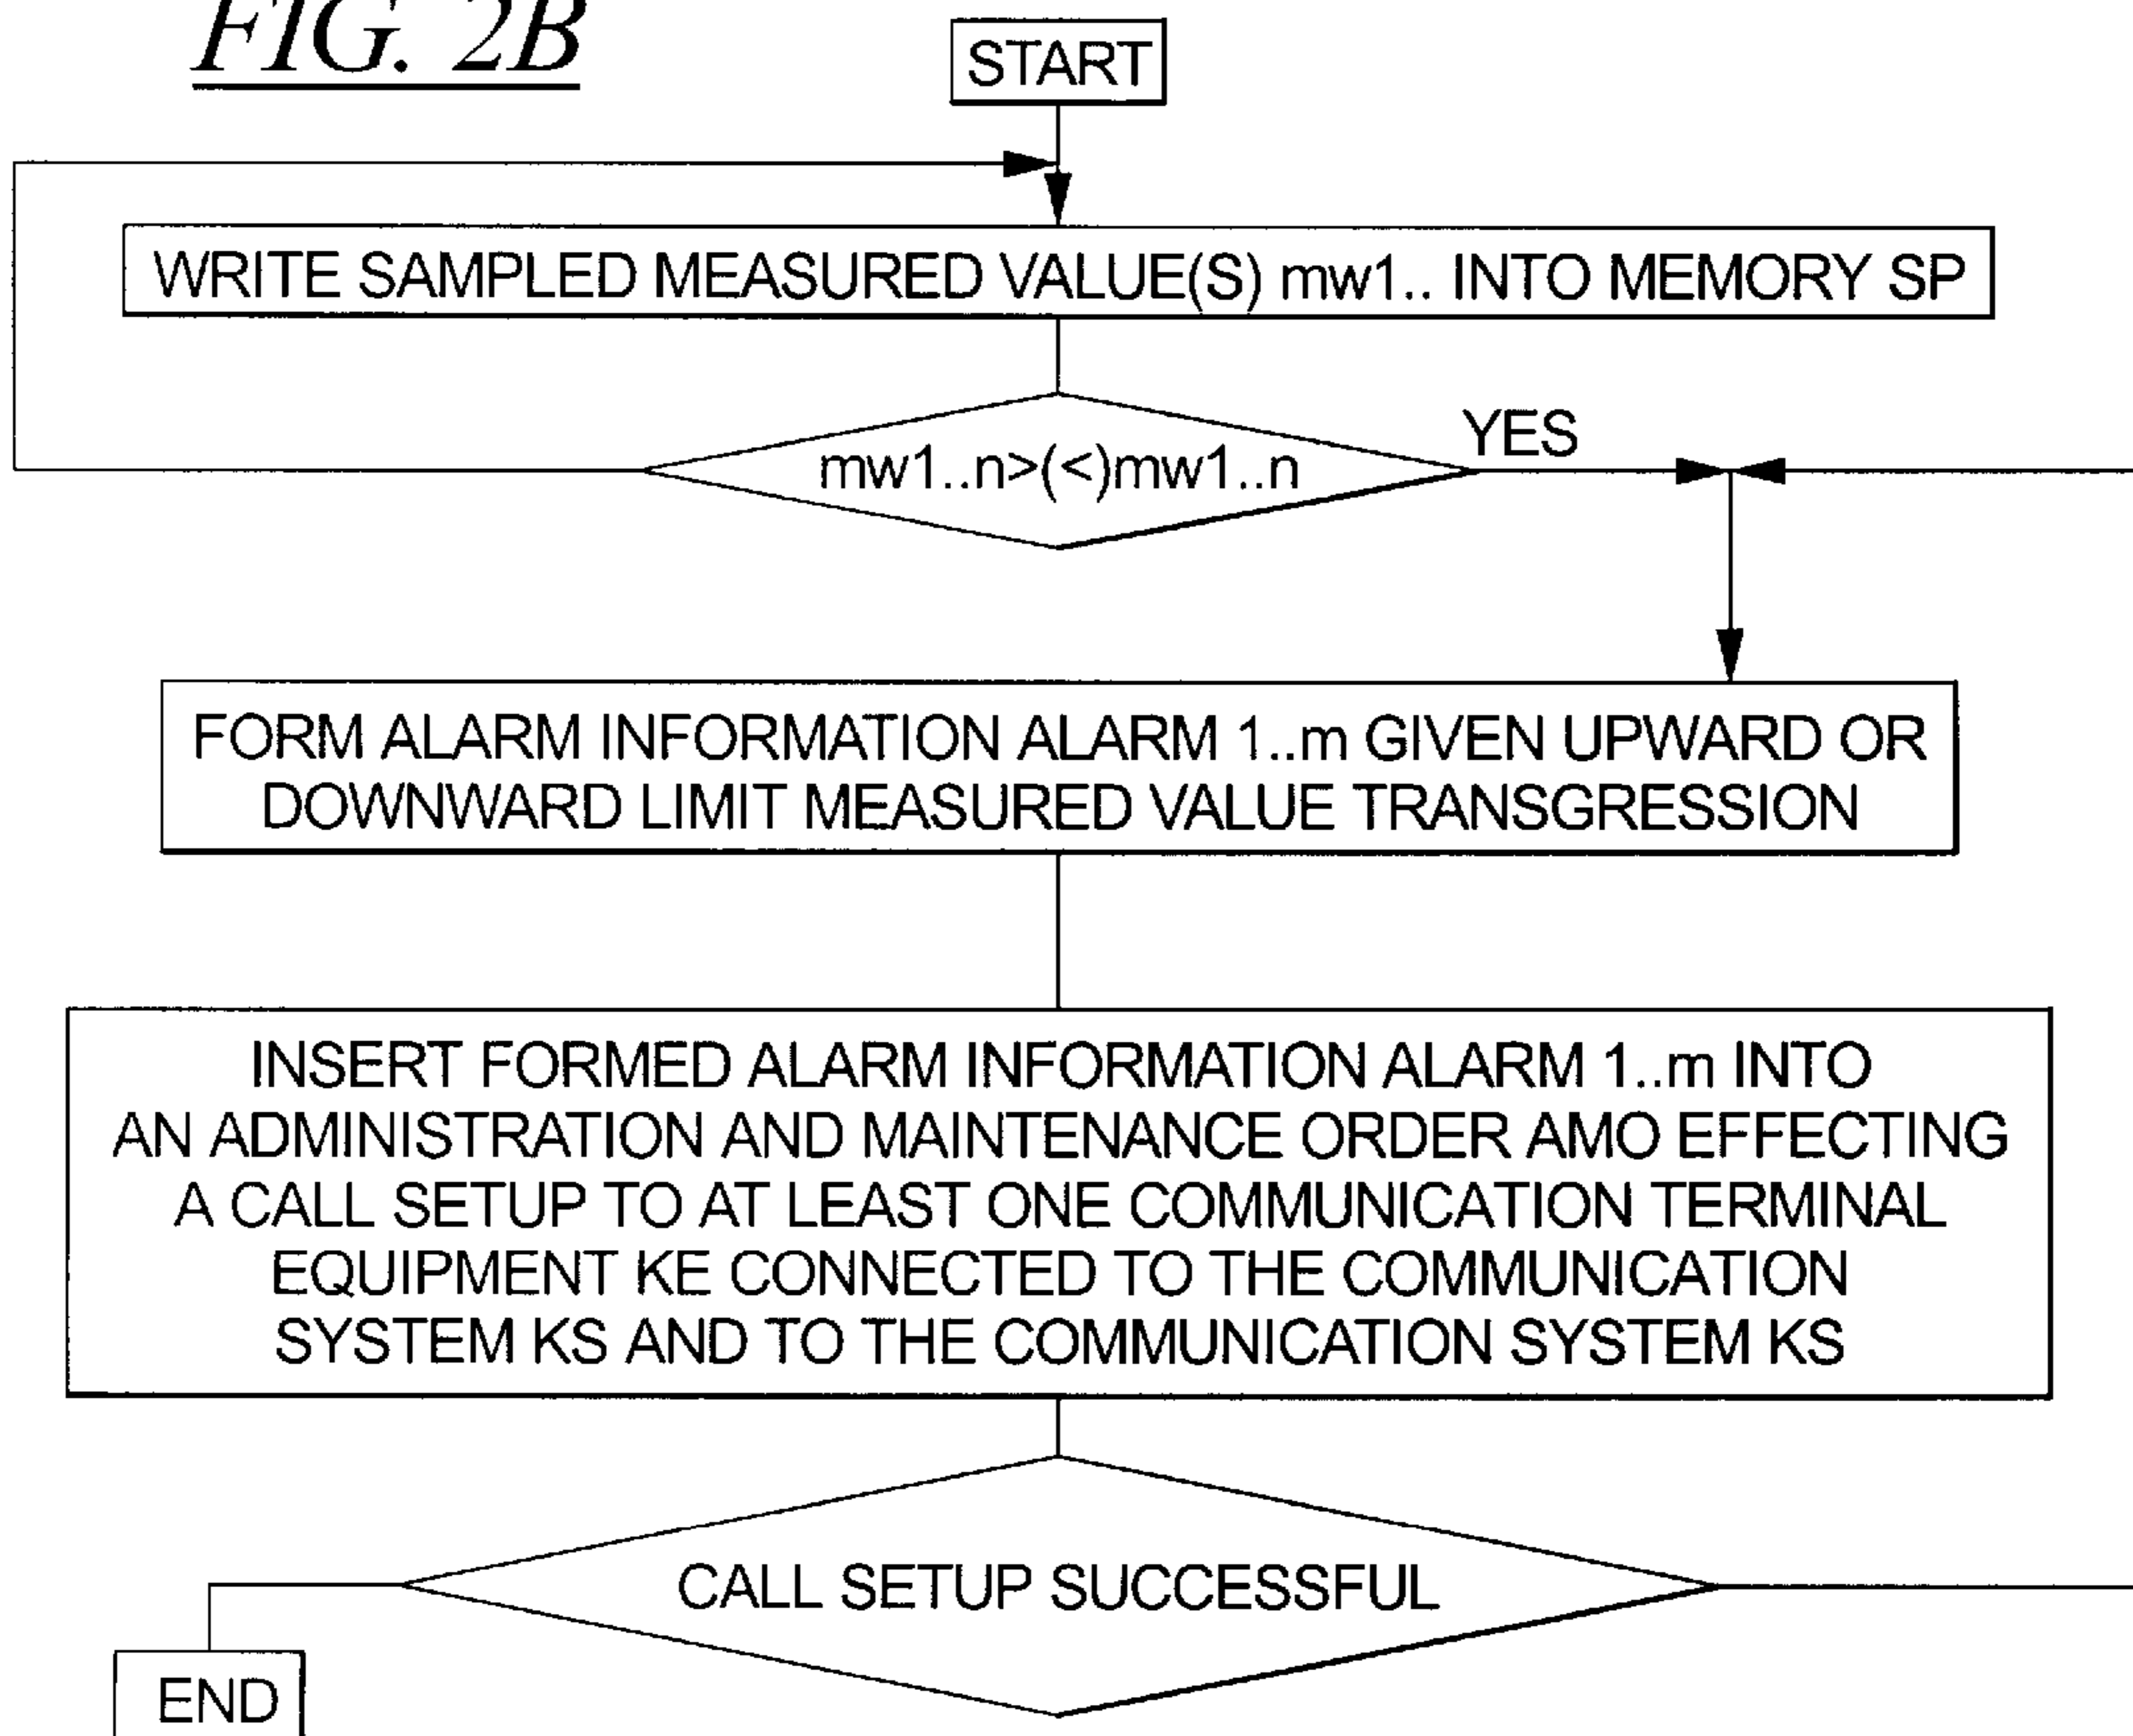 FIG. 2B
START
WRITE SAMPLED MEASURED VALUE(S) mw1.. INTO MEMORY SP
mw1..n>(<)mw1..n
YES
FORM ALARM INFORMATION ALARM 1..m GIVEN UPWARD OR
DOWNWARD LIMIT MEASURED VALUE TRANSGRESSION
INSERT FORMED ALARM INFORMATION ALARM 1..m INTO
AN ADMINISTRATION AND MAINTENANCE ORDER AMO EFFECTING
A CALL SETUP TO AT LEAST ONE COMMUNICATION TERMINAL
EQUIPMENT KE CONNECTED TO THE COMMUNICATION
SYSTEM KS AND TO THE COMMUNICATION SYSTEM KS
CALL SETUP SUCCESSFUL
END